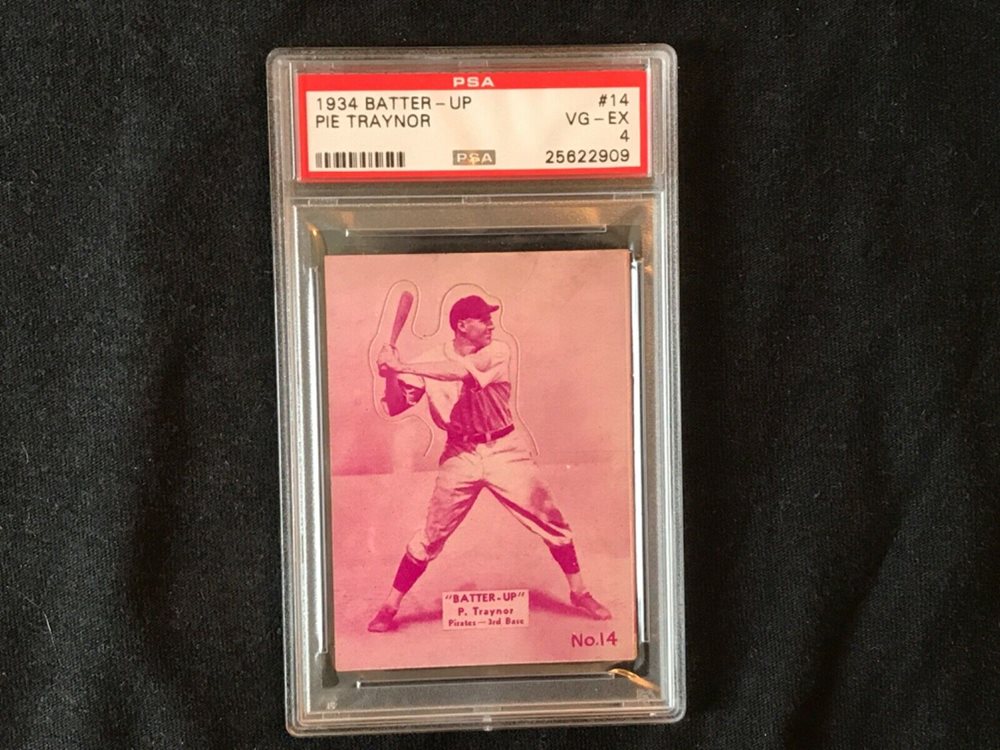 PSA
1934 BATTER-UP #14
PIE TRAYNOR VG-EX
4
PSA 25622909
"BATTER-UP"
P. Traynor
Pirates — 3rd Base
No.14